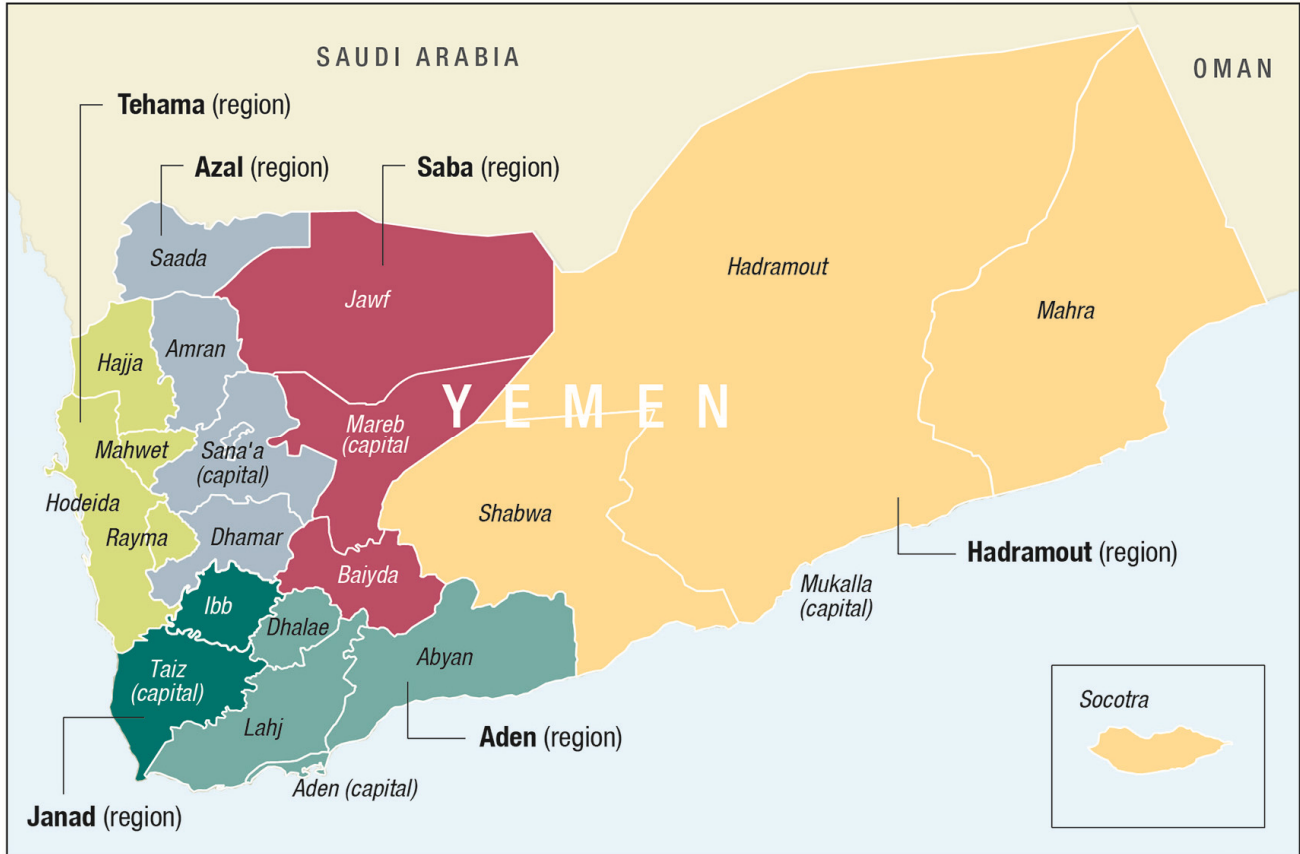 SAUDI ARABIA
OMAN
Tehama (region)
Azal (region)
Saba (region)
Saada
Jawf
Hadramout
Mahra
Hajja
Amran
YEMEN
Mareb
(capital
Mahwet
Sana'a
(capital)
Hodeida
Shabwa
Rayma
Dhamar
Hadramout (region)
Baiyda
Mukalla
(capital)
Ibb
Dhalae
Abyan
Taiz
(capital)
Socotra
Lahj
Aden (region)
Aden (capital)
Janad (region)